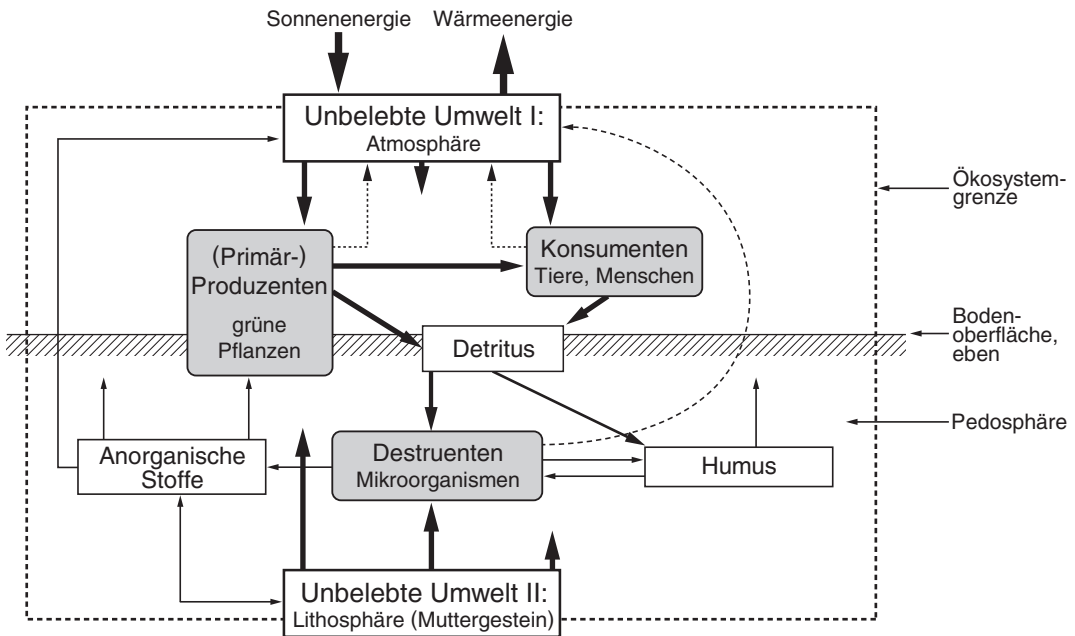 Sonnenenergie
Wärmeenergie
Unbelebte Umwelt I:
Atmosphäre
Ökosystem-
grenze
(Primär-)
Produzenten
grüne
Pflanzen
Konsumenten
Tiere, Menschen
Boden-
oberfläche,
eben
Detritus
Pedosphäre
Anorganische
Stoffe
Destruenten
Mikroorganismen
Humus
Unbelebte Umwelt II:
Lithosphäre (Muttergestein)